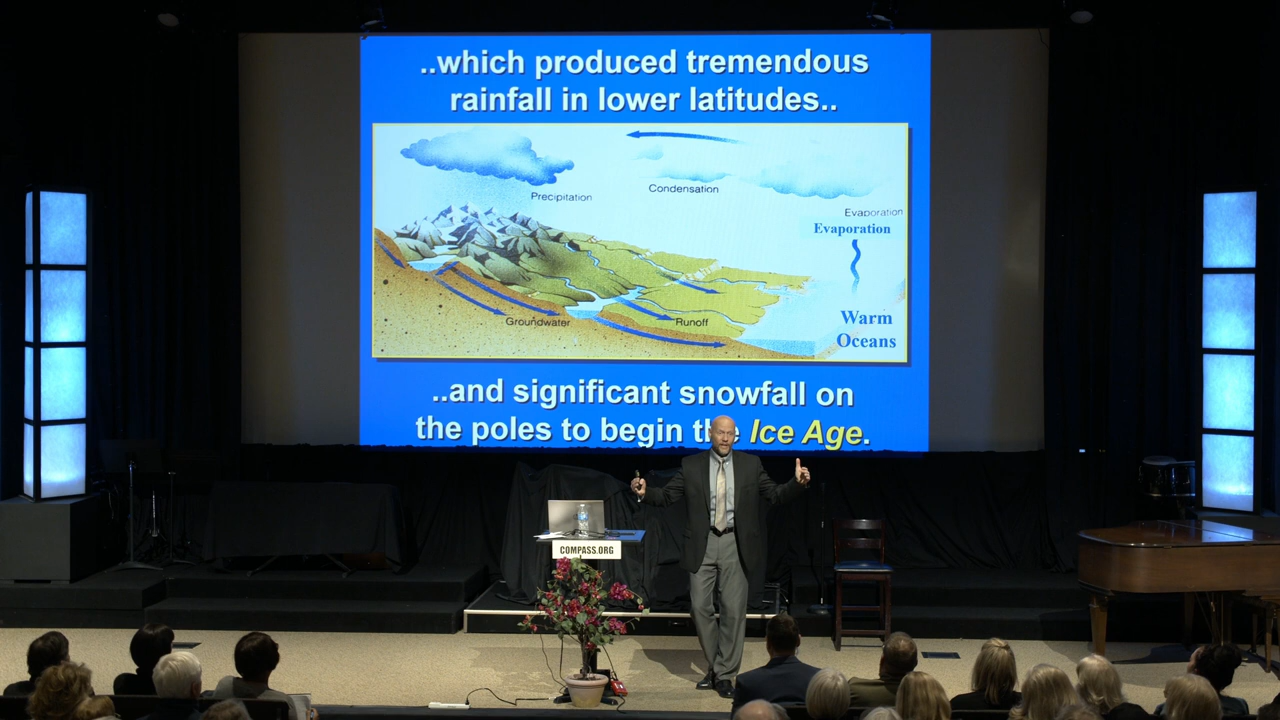 ..which produced tremendous
rainfall in lower latitudes..
Precipitation
Condensation
Evaporation
Evaporation
Warm
Oceans
Groundwater
Runoff
..and significant snowfall on
the poles to begin the Ice Age.
COMPASS.ORG